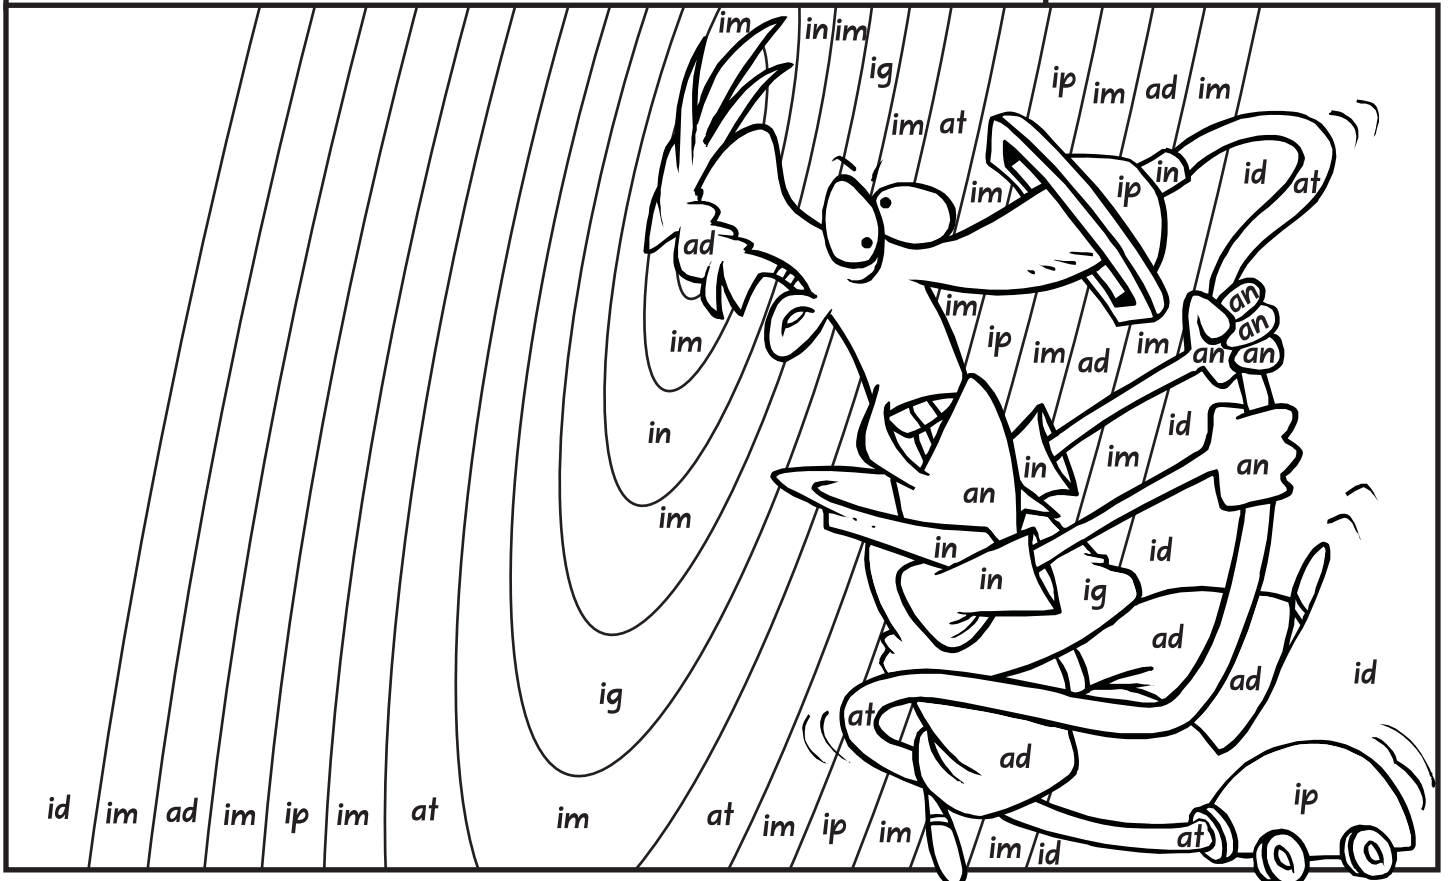 im in im
ig
ip im ad im
im at
im
ip in id at
ad
an
im
an
ip im ad im an an
im
in
id
im
in
an
an
im
in
id
in
ig
ad
ad id
ig
at
ad
ip
id im ad im ip im at im at im ip im at
im id